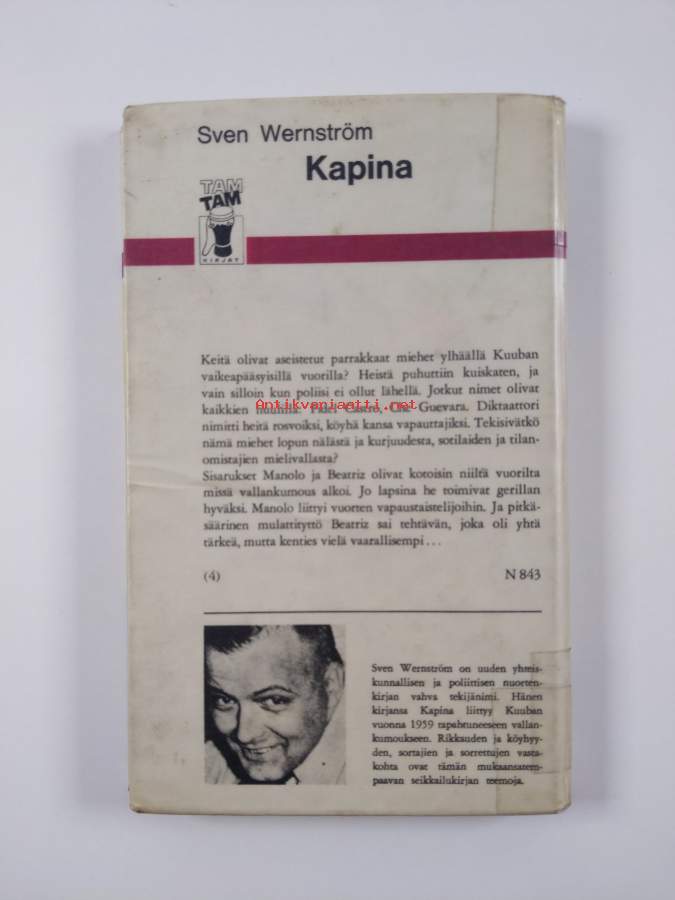 Sven Wernström
Kapina
TAM
TAM
KIRJAT
Keitä olivat aseistetut parrakkaat miehet ylhäällä Kuuban
vaikeapääsyisillä vuorilla? Heistä puhuttiin kuiskaten, ja
vain silloin kun poliisi ei ollut lähellä. Jotkut nimet olivat
Antikvariaatti.net
kaikkien huulilla: Fidel Castro, Che Guevara. Diktaattori
nimitti heitä rosvoiksi, köyhä kansa vapauttajiksi. Tekisivätkö
nämä miehet lopun nälästä ja kurjuudesta, sotilaiden ja tilan-
omistajien mielivallasta?
Sisarukset Manolo ja Beatriz olivat kotoisin niiltä vuorilta
missä vallankumous alkoi. Jo lapsina he toimivat gerillan
hyväksi. Manolo liittyi vuorten vapaustaistelijoihin. Ja pitkä-
säärinen mulattityttö Beatriz sai tehtävän, joka oli yhtä
tärkeä, mutta kenties vielä vaarallisempi...
(4) N 843
Sven Wernström on uuden yhteis-
kunnallisen ja poliittisen nuorten-
kirjan vahva tekijänimi. Hänen
kirjansa Kapina liittyy Kuuban
vuonna 1959 tapahtuneeseen vallan-
kumoukseen. Rikkauden ja köyhyy-
den, sortajien ja sorrettujen vasta-
kohta ovat tämän mukaansatem-
paavan seikkailukirjan teemoja.